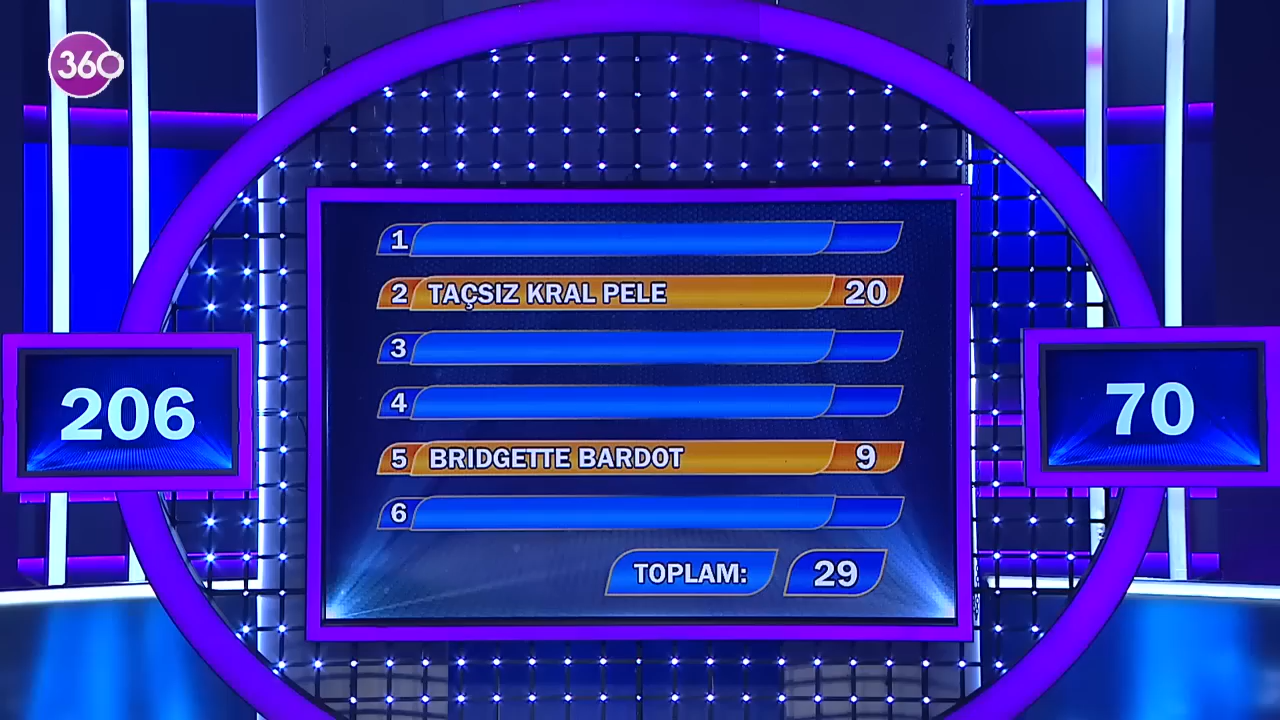 360
1
2 TAÇSIZ KRAL PELE 20
3
206
4
70
5 BRIDGETTE BARDOT 9
6
TOPLAM: 29